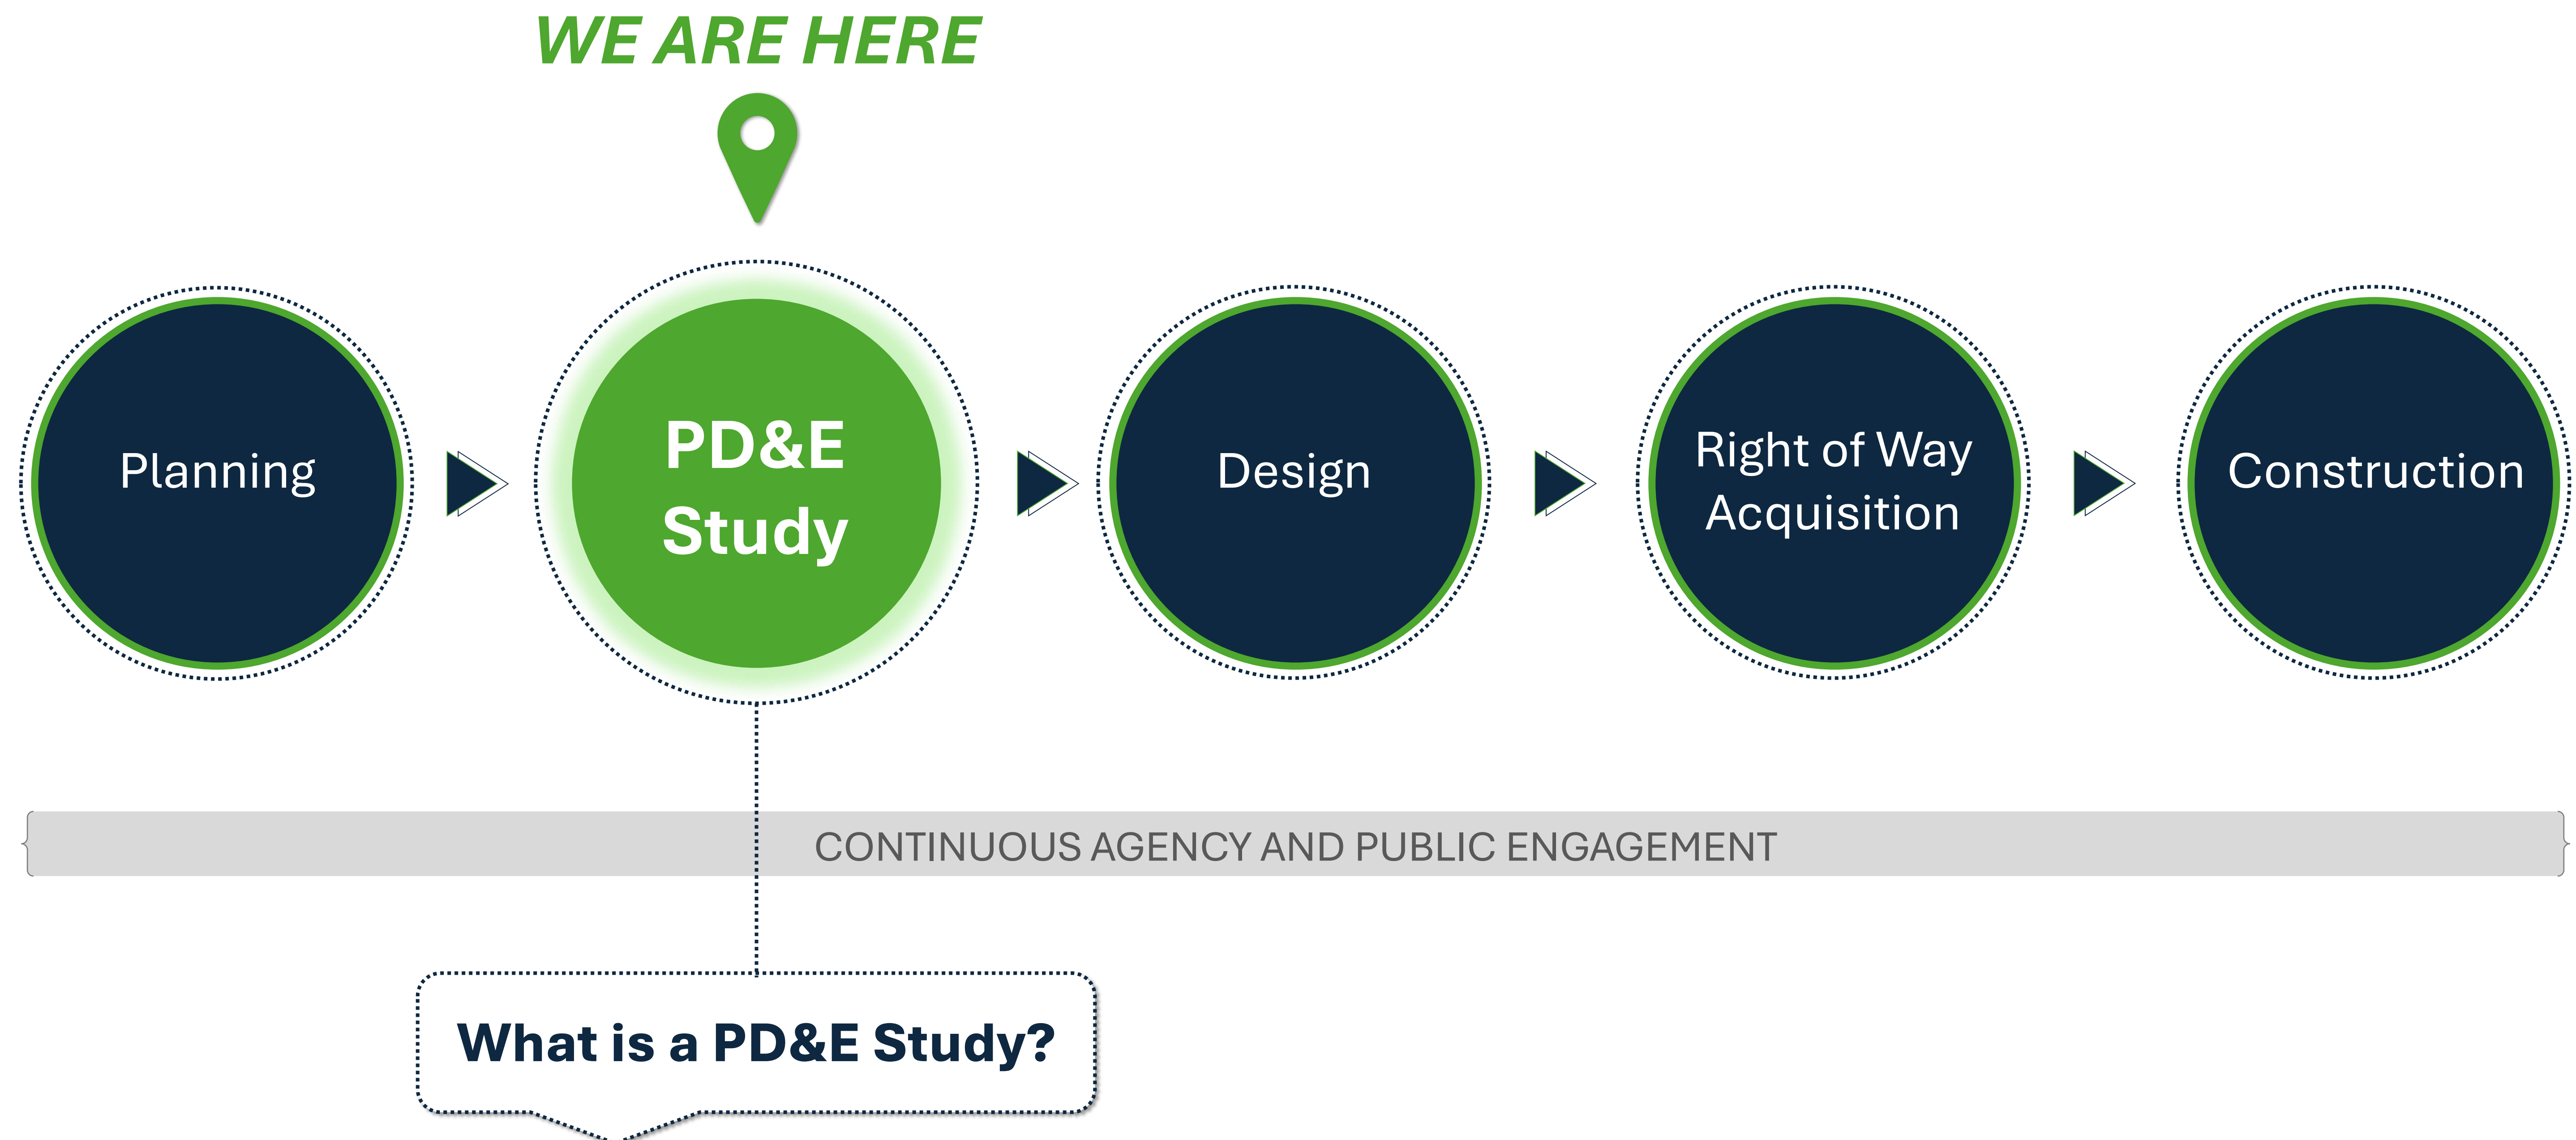 WE ARE HERE
Planning
PD&E
Study
Design
Right of Way
Acquisition
Construction
CONTINUOUS AGENCY AND PUBLIC ENGAGEMENT
What is a PD&E Study?